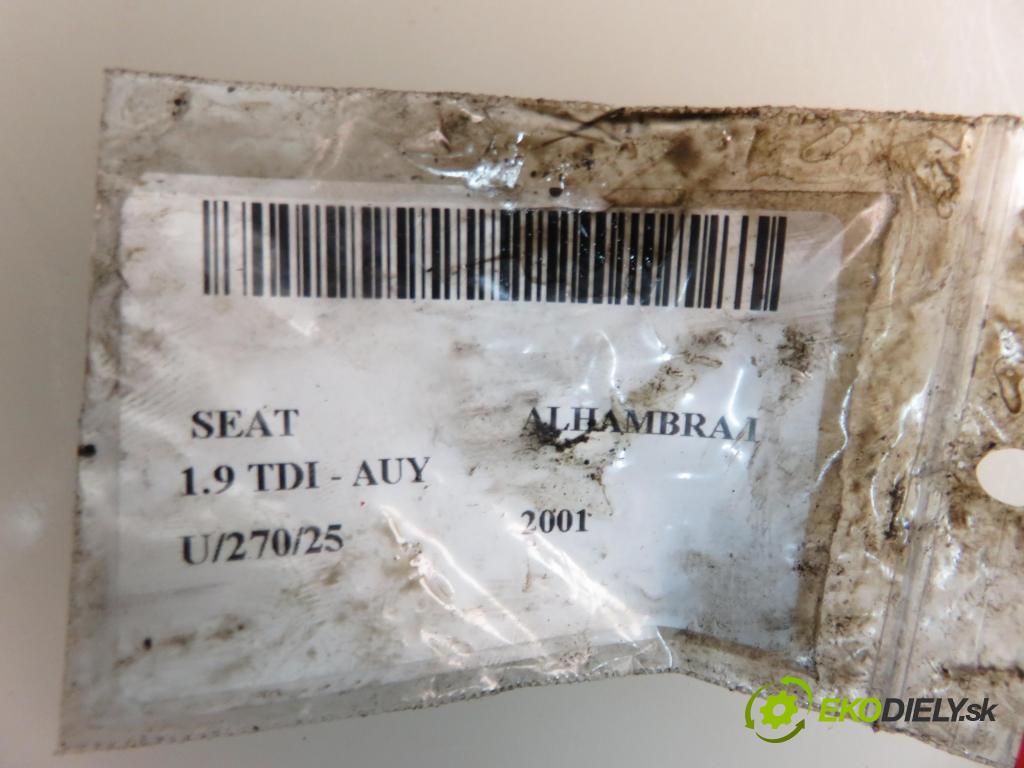 SEAT ALHAMBRA I
1.9 TDI - AUY
U/270/25 2001
EKODIELY.sk